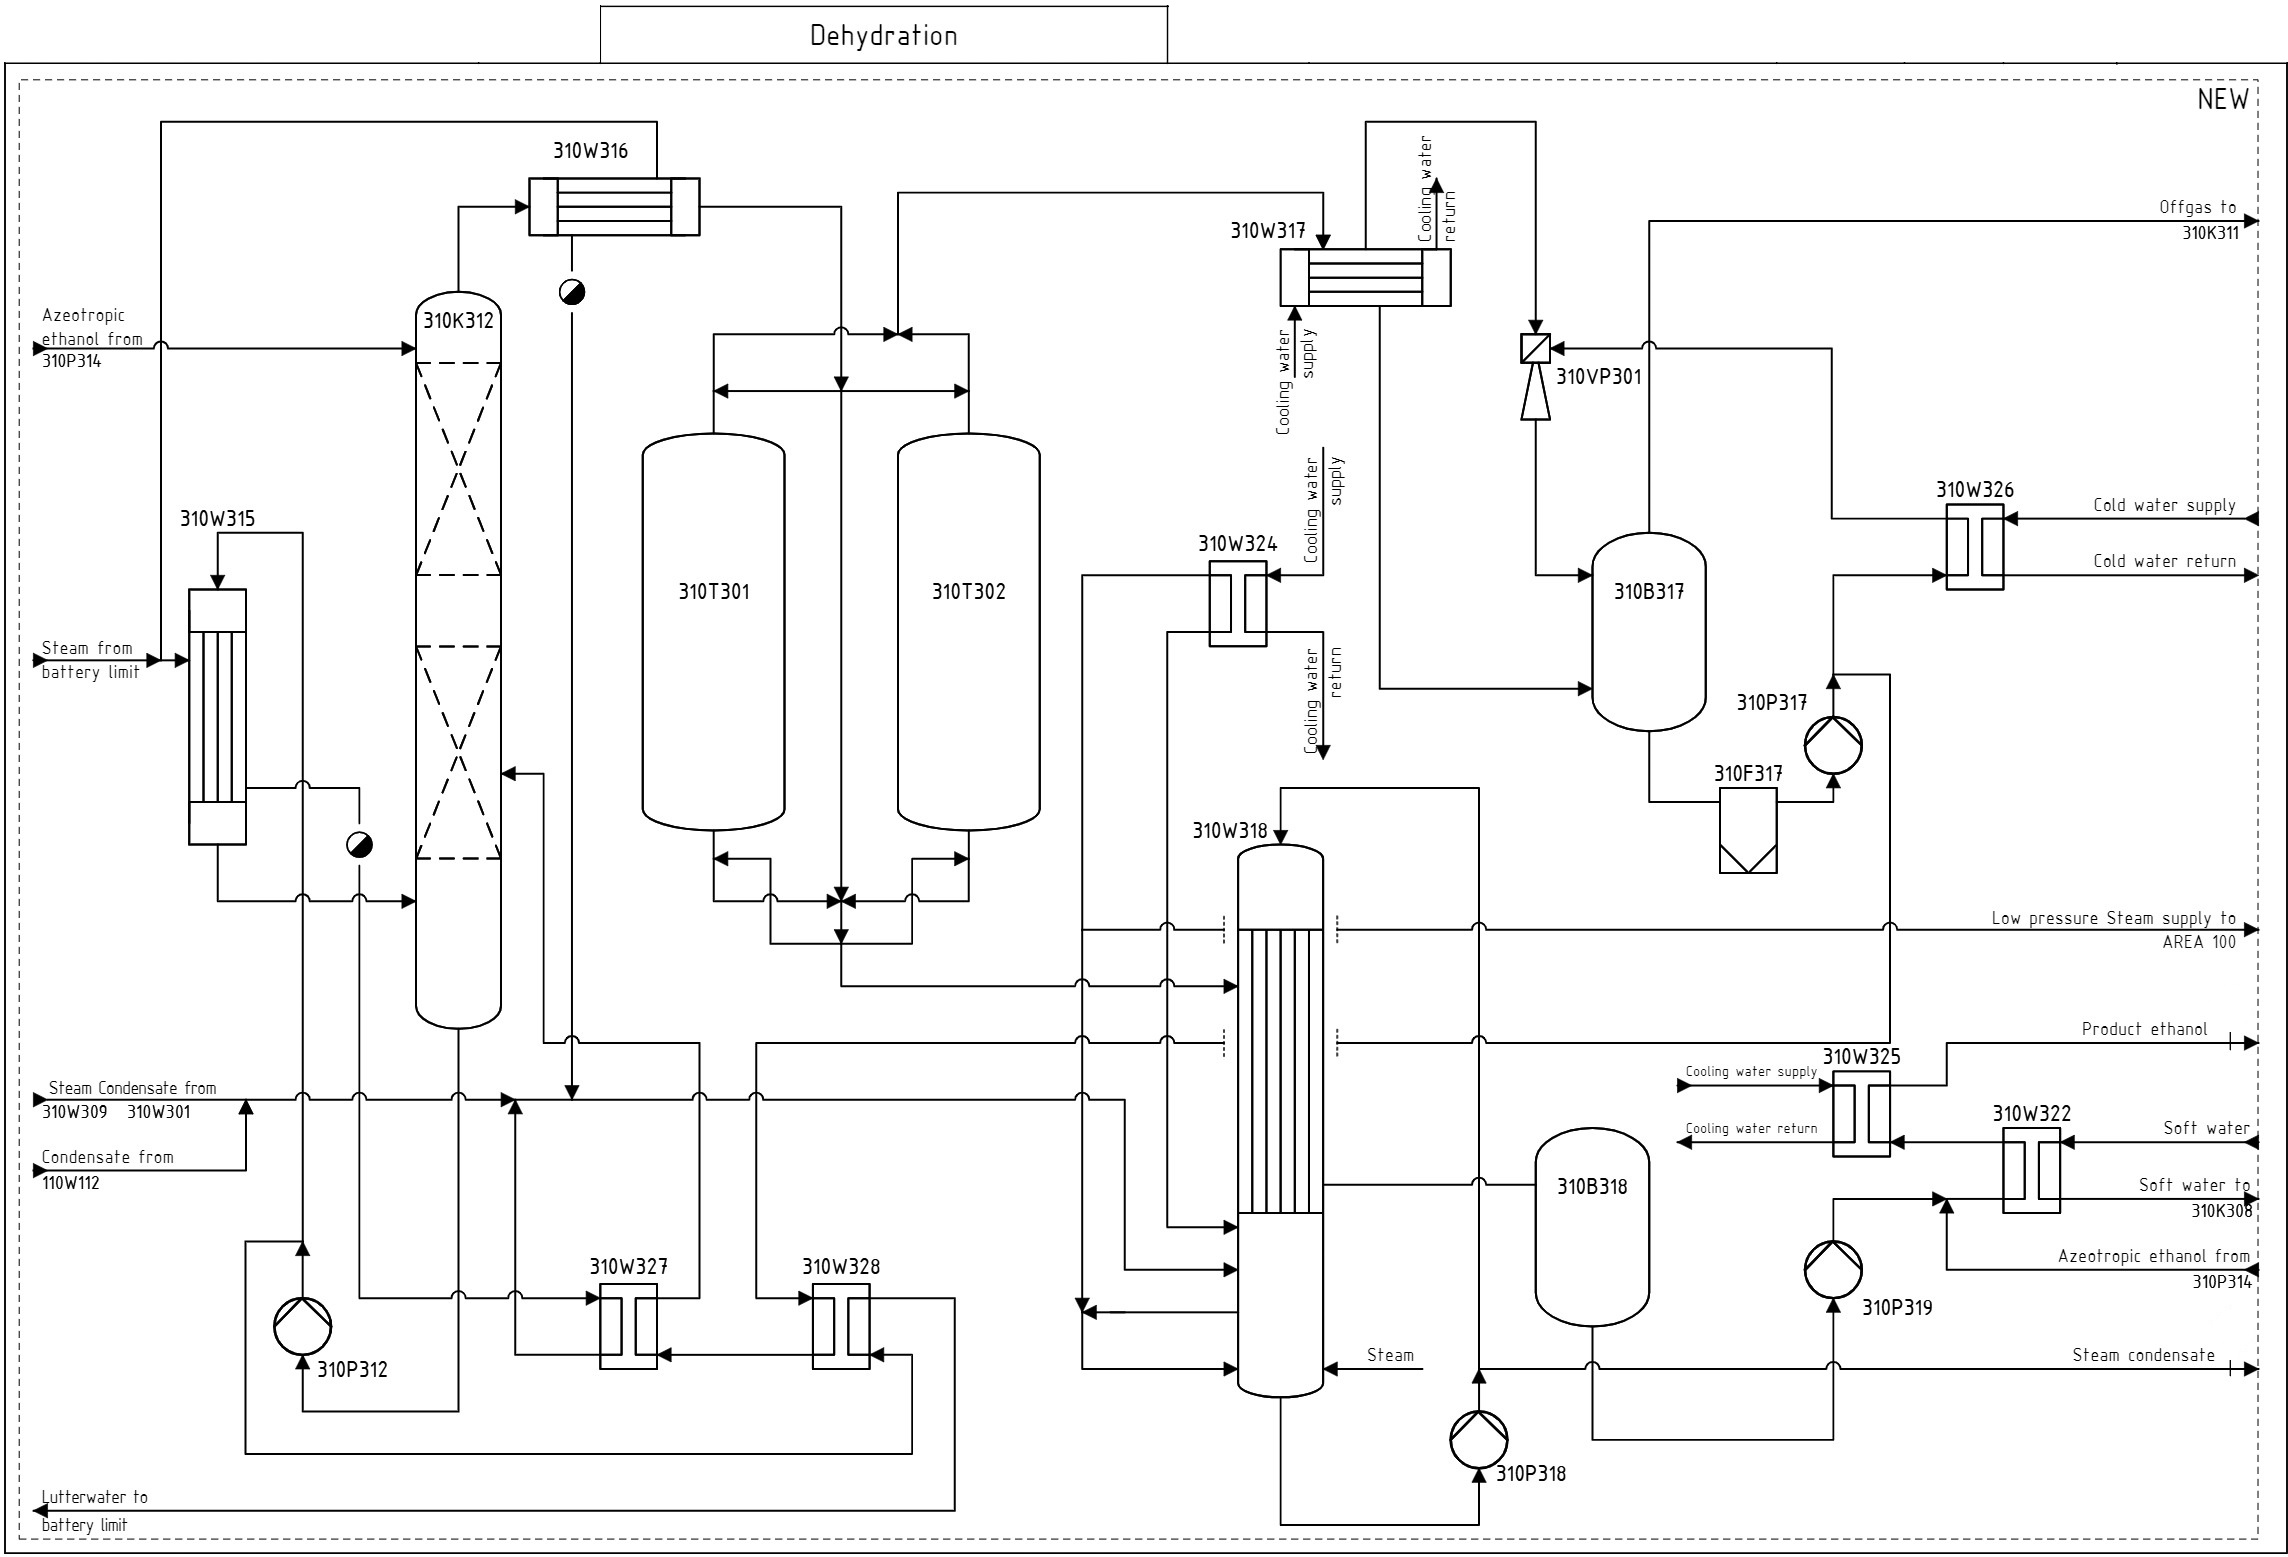 Dehydration
NEW
310W316
Cooling water
return
Offgas to
310K311
310W317
Azeotropic
ethanol from
310P314
310K312
Cooling water
supply
310VP301
310W315
Cooling water
supply
310W326
Cold water supply
310W324
Cold water return
310T301
310T302
310B317
Steam from
battery limit
Cooling water
return
310P317
310F317
310W318
Low pressure Steam supply to
AREA 100
Product ethanol
310W325
Cooling water supply
Steam Condensate from
310W309 310W301
310W322
Cooling water return
Soft water
Condensate from
110W112
310B318
Soft water to
310K308
310W327
310W328
Azeotropic ethanol from
310P314
310P319
310P312
Steam
Steam condensate
310P318
Lutterwater to
battery limit